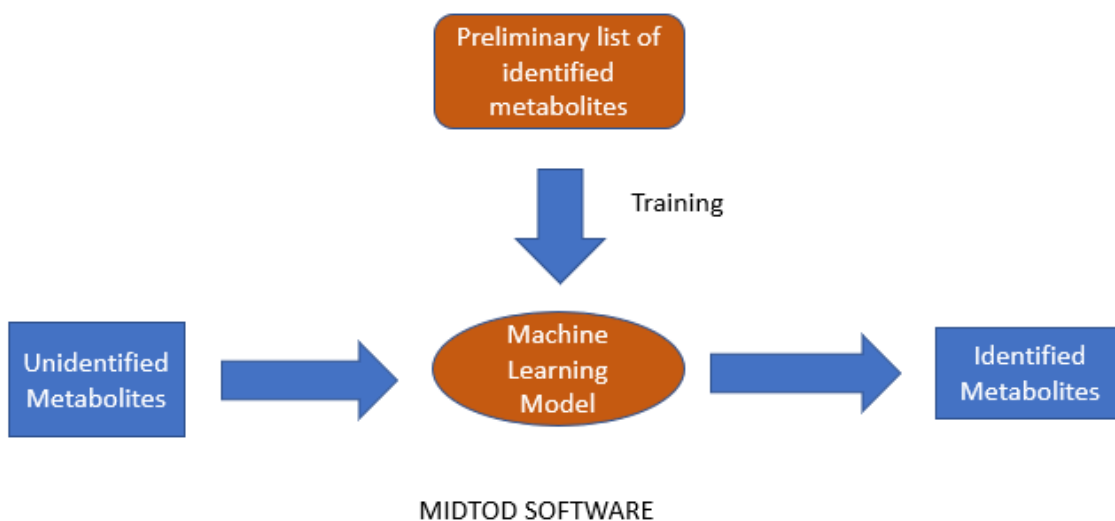 Preliminary list of
identified
metabolites
Training
Unidentified
Metabolites
Machine
Learning
Model
Identified
Metabolites
MIDTOD SOFTWARE